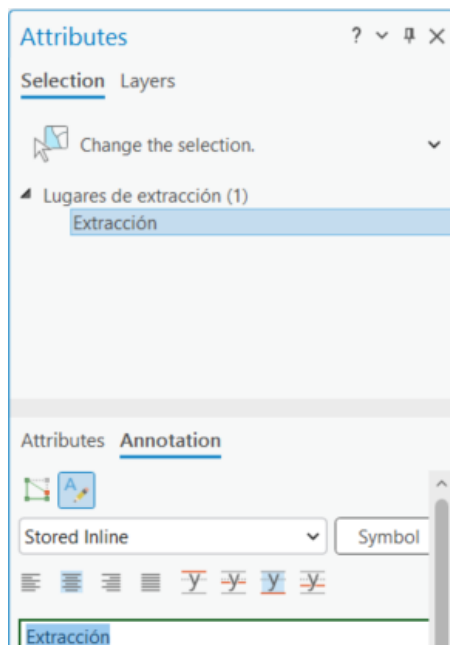 Attributes
Selection Layers
Change the selection.
Lugares de extracción (1)
Extracción
Attributes Annotation
Stored Inline Symbol
Extracción